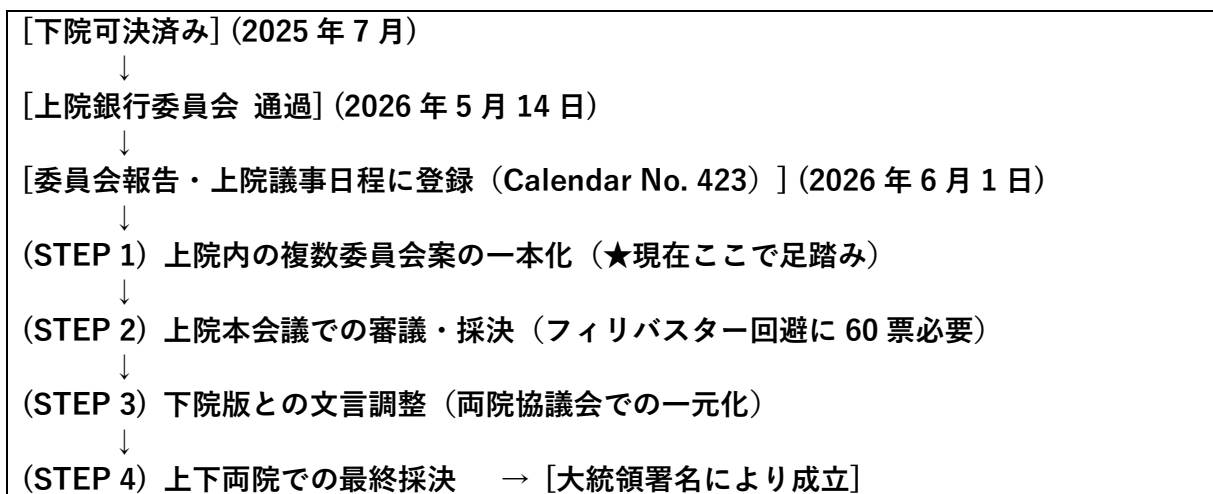 [下院可決済み] (2025 年 7 月)
↓
[上院銀行委員会 通過] (2026 年 5 月 14 日)
↓
[委員会報告・上院議事日程に登録（Calendar No. 423）] (2026 年 6 月 1 日)
↓
(STEP 1) 上院内の複数委員会案の一本化（★現在ここで足踏み）
↓
(STEP 2) 上院本会議での審議・採決（フィリバスター回避に 60 票必要）
↓
(STEP 3) 下院版との文言調整（両院協議会での一元化）
↓
(STEP 4) 上下両院での最終採決 → [大統領署名により成立]